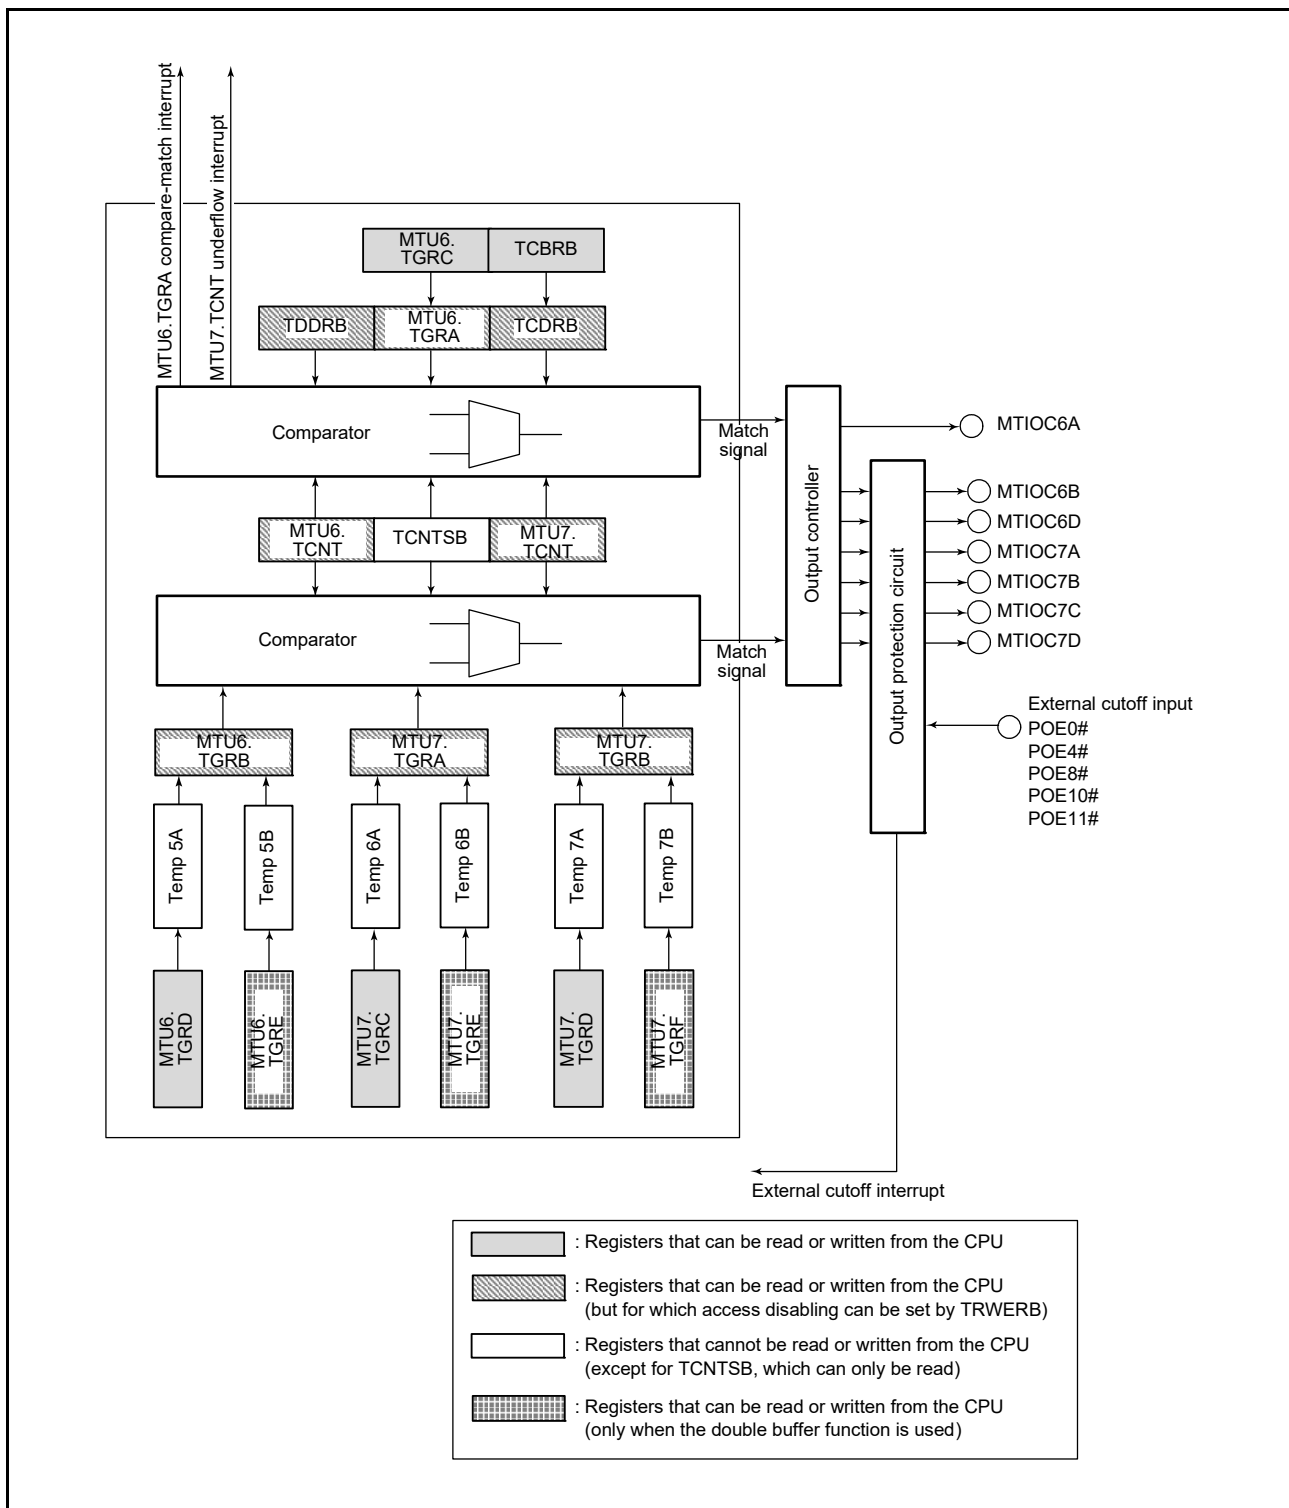 MTU6.TGRA compare-match interrupt
MTU7.TCNT underflow interrupt
MTU6.
TGRC
TCBRB
TDDRB
MTU6.
TGRA
TCDRB
Comparator
Match
signal
MTU6.
TCNT
TCNTSB
MTU7.
TCNT
Comparator
Match
signal
Output controller
Output protection circuit
MTIOC6A
MTIOC6B
MTIOC6D
MTIOC7A
MTIOC7B
MTIOC7C
MTIOC7D
External cutoff input
POE0#
POE4#
POE8#
POE10#
POE11#
MTU6.
TGRB
MTU7.
TGRA
MTU7.
TGRB
Temp 5A
Temp 5B
Temp 6A
Temp 6B
Temp 7A
Temp 7B
MTU6.
TGRD
MTU6.
TGRE
MTU7.
TGRC
MTU7.
TGRE
MTU7.
TGRD
MTU7.
TGRF
External cutoff interrupt
: Registers that can be read or written from the CPU
: Registers that can be read or written from the CPU
(but for which access disabling can be set by TRWERB)
: Registers that cannot be read or written from the CPU
(except for TCNTSB, which can only be read)
: Registers that can be read or written from the CPU
(only when the double buffer function is used)